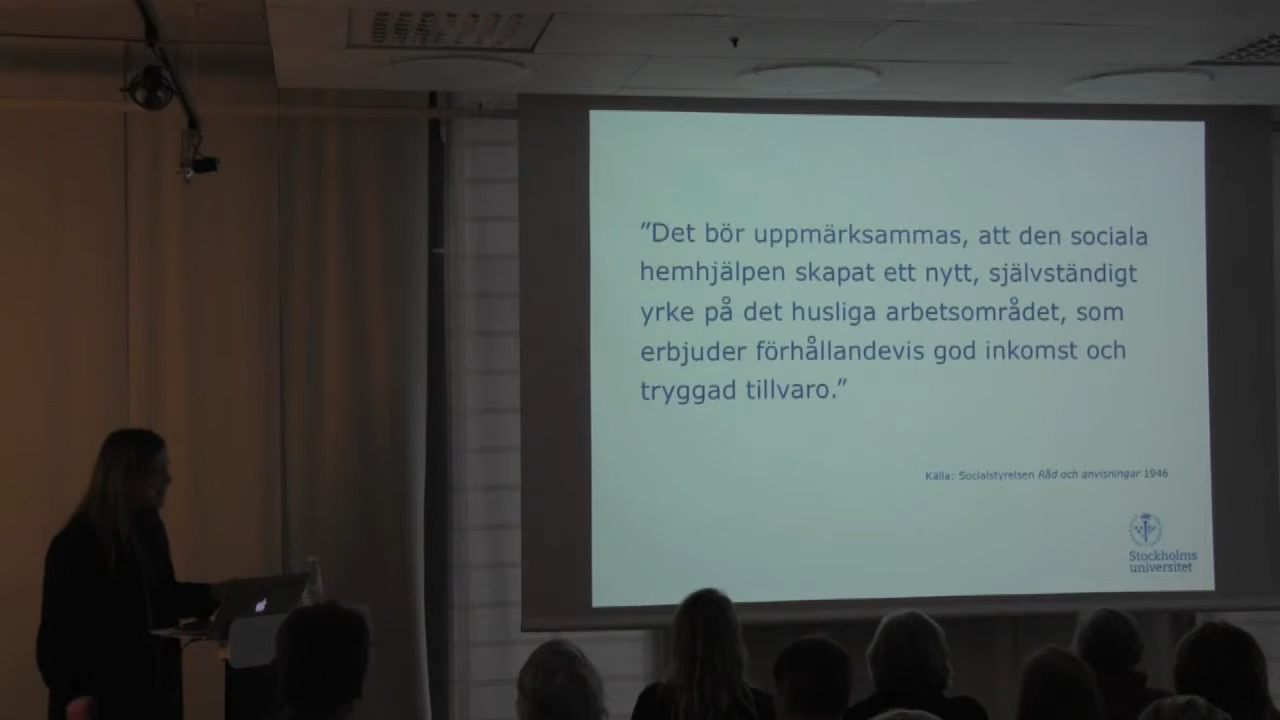 ”Det bör uppmärksammas, att den sociala
hemhjälpen skapat ett nytt, självständigt
yrke på det husliga arbetsområdet, som
erbjuder förhållandevis god inkomst och
tryggad tillvaro.”
Källa: Socialstyrelsen Råd och anvisningar 1946
Stockholms
universitet